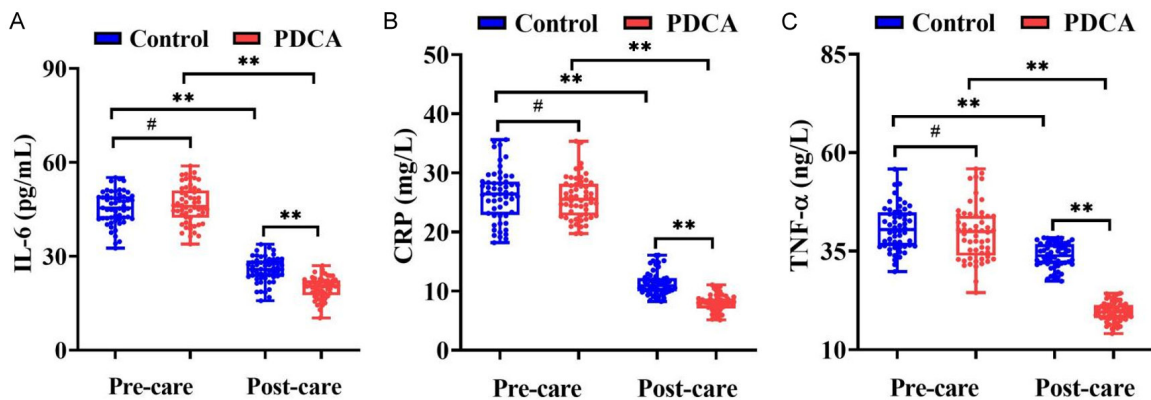 A
Control PDCA
IL-6 (pg/mL)
90
60
30
0
**
**
#
**
Pre-care Post-care
B
Control PDCA
CRP (mg/L)
50
40
30
20
10
0
**
**
#
**
Pre-care Post-care
C
Control PDCA
TNF-α (ng/L)
85
60
35
10
**
**
#
**
Pre-care Post-care